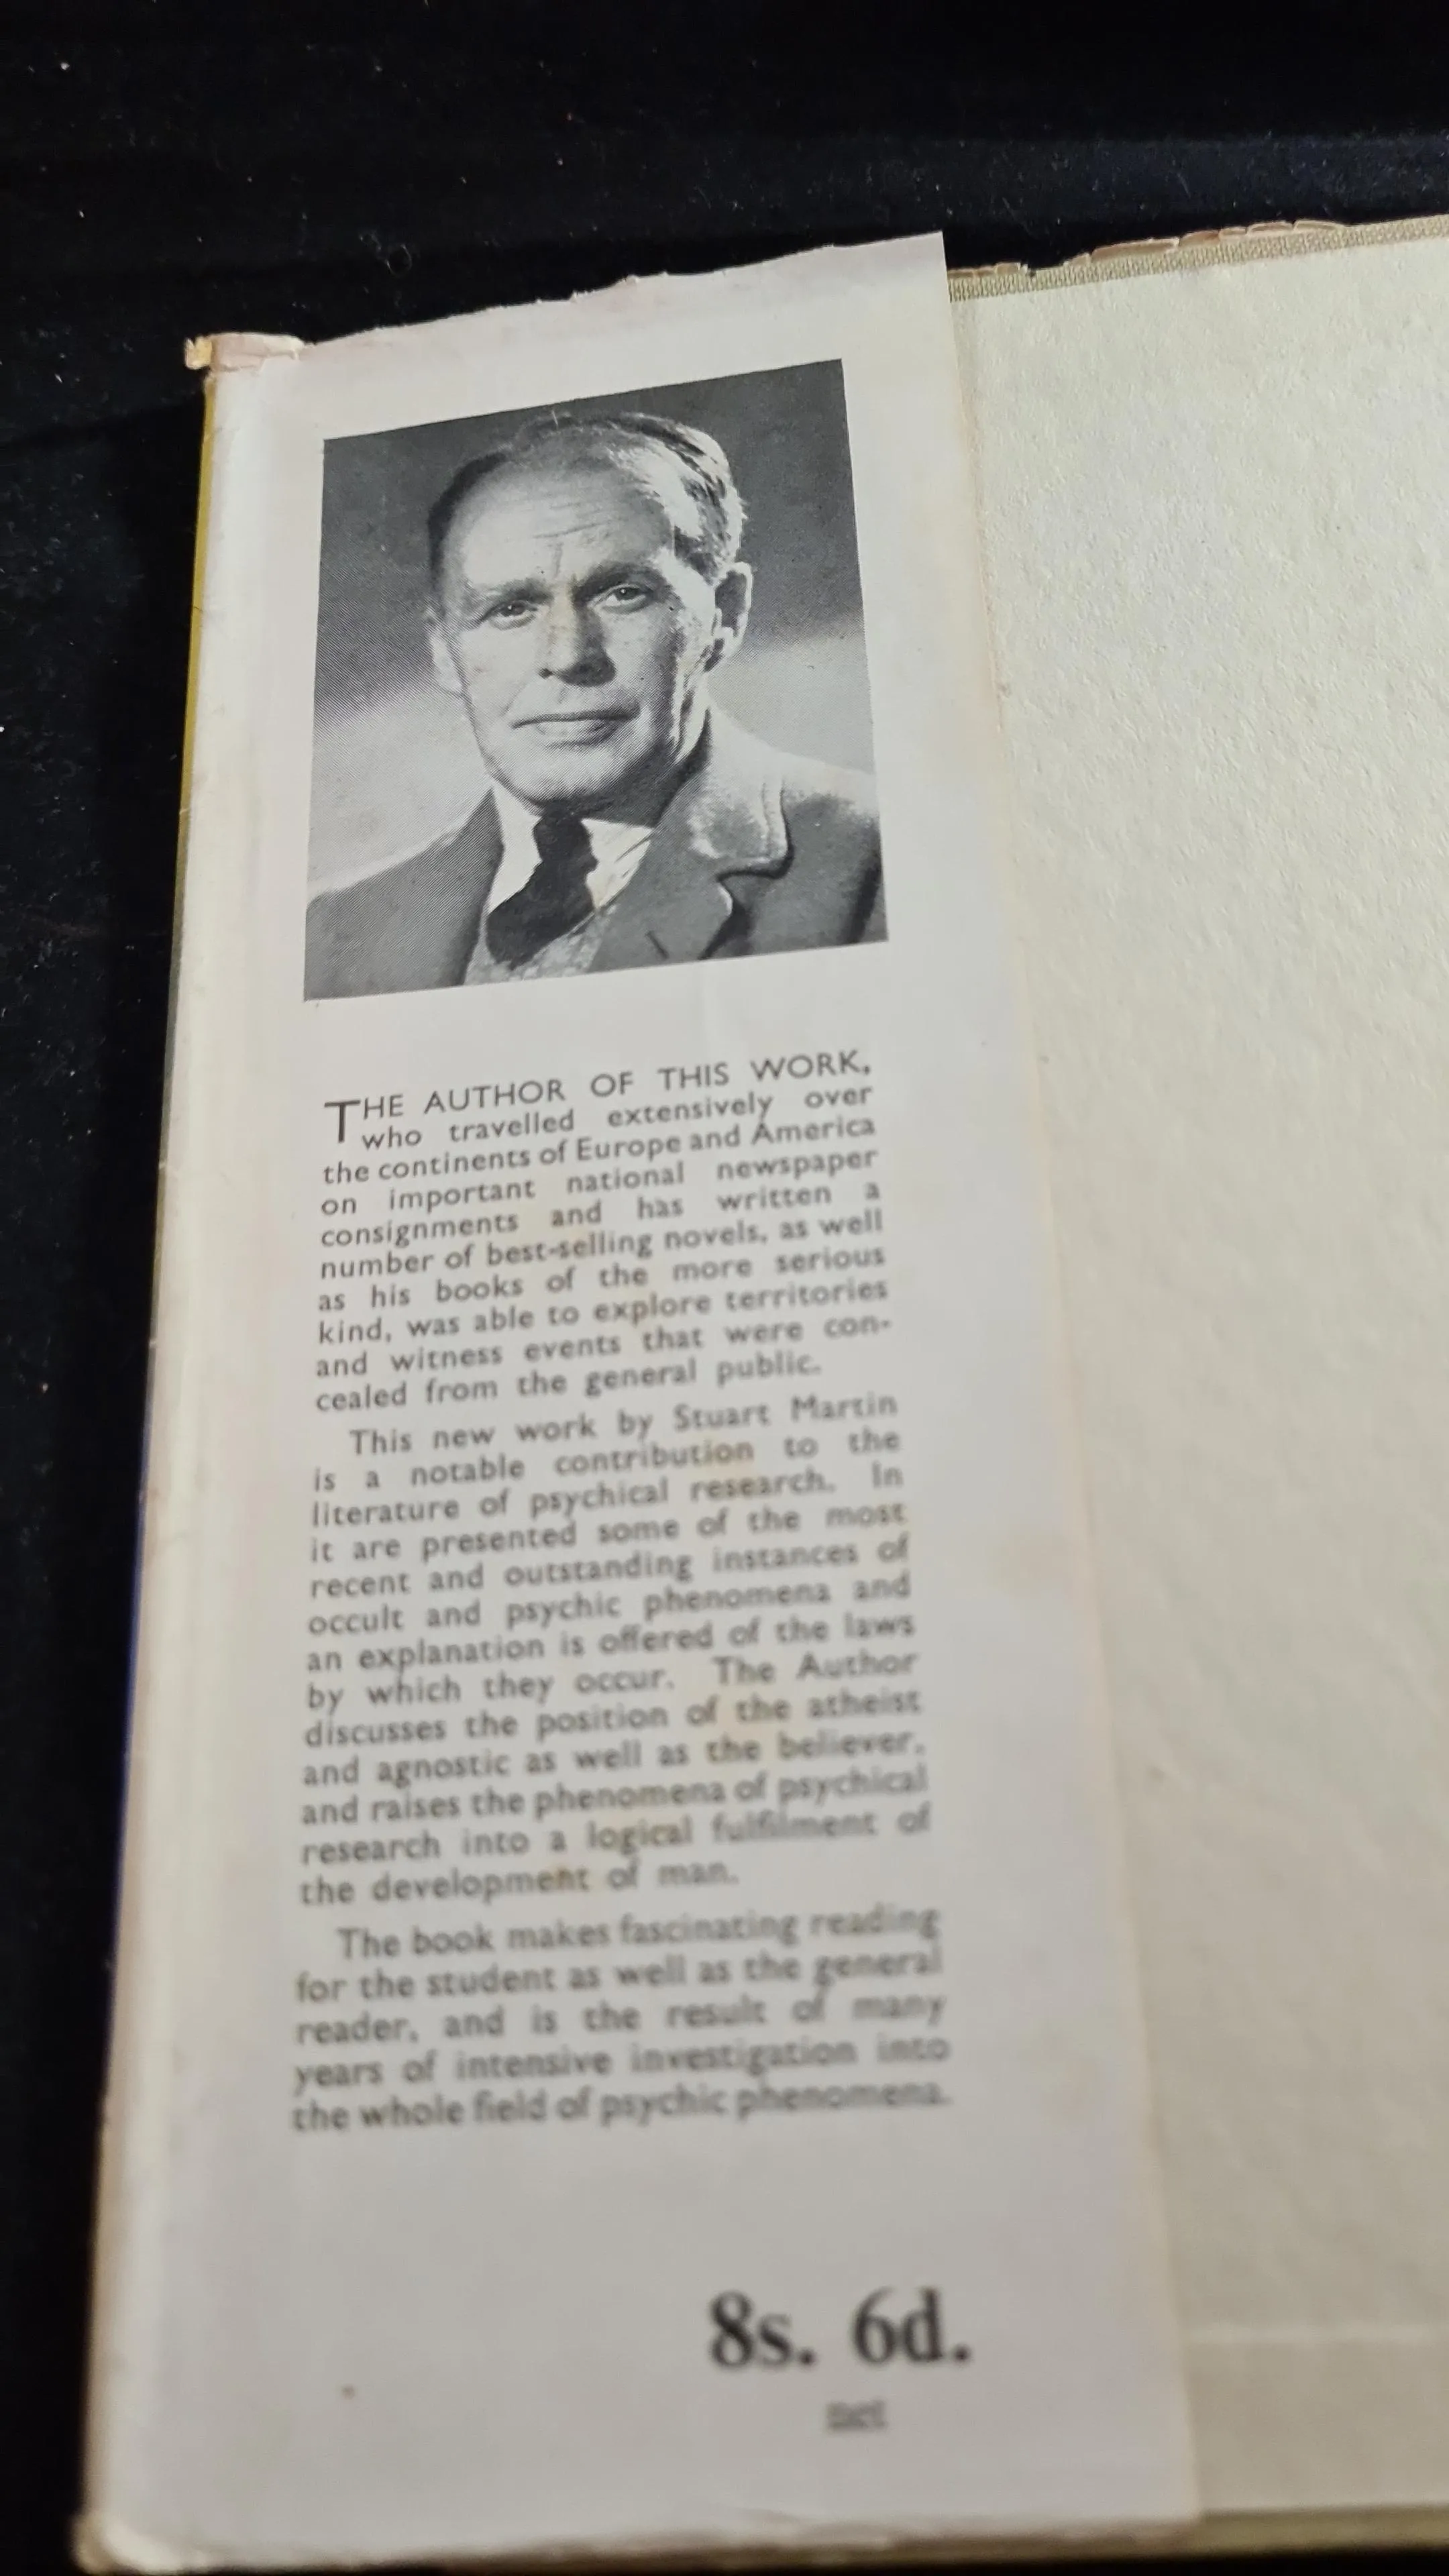 THE AUTHOR OF THIS WORK,
who travelled extensively over
the continents of Europe and America
on important national newspaper
consignments and has written a
number of best-selling novels, as well
as his books of the more serious
kind, was able to explore territories
and witness events that were con-
cealed from the general public.
This new work by Stuart Martin
is a notable contribution to the
literature of psychical research. In
it are presented some of the most
recent and outstanding instances of
occult and psychic phenomena and
an explanation is offered of the laws
by which they occur. The Author
discusses the position of the atheist
and agnostic as well as the believer,
and raises the phenomena of psychical
research into a logical fulfilment of
the development of man.
The book makes fascinating reading
for the student as well as the general
reader, and is the result of many
years of intensive investigation into
the whole field of psychic phenomena.
8s. 6d.
net